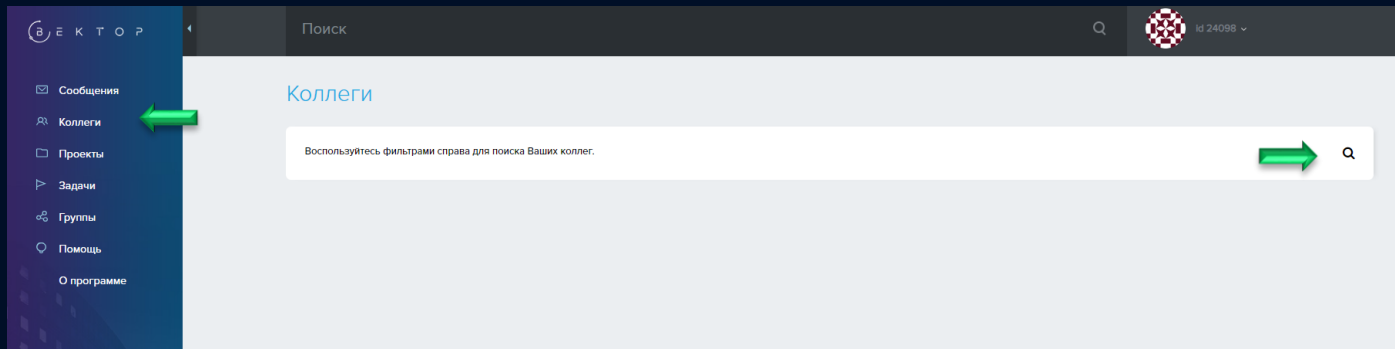 ВЕКТОР
Поиск
id 24098
Сообщения
Коллеги
Проекты
Задачи
Группы
Помощь
О программе
Коллеги
Воспользуйтесь фильтрами справа для поиска Ваших коллег.